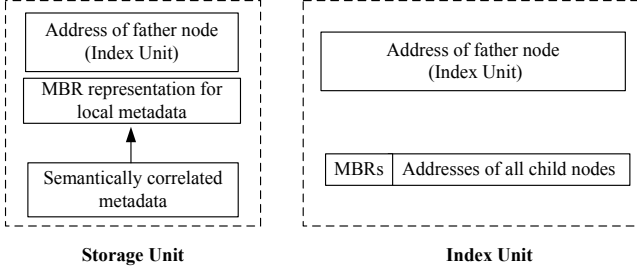 Address of father node
(Index Unit)
MBR representation for
local metadata
Semantically correlated
metadata
Storage Unit
Address of father node
(Index Unit)
MBRs Addresses of all child nodes
Index Unit